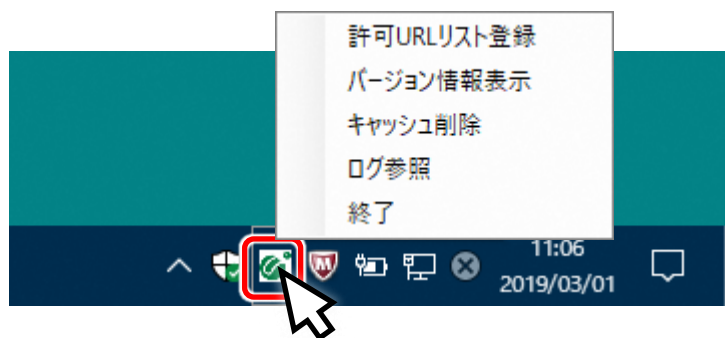 許可URLリスト登録
バージョン情報表示
キャッシュ削除
ログ参照
終了
11:06
2019/03/01